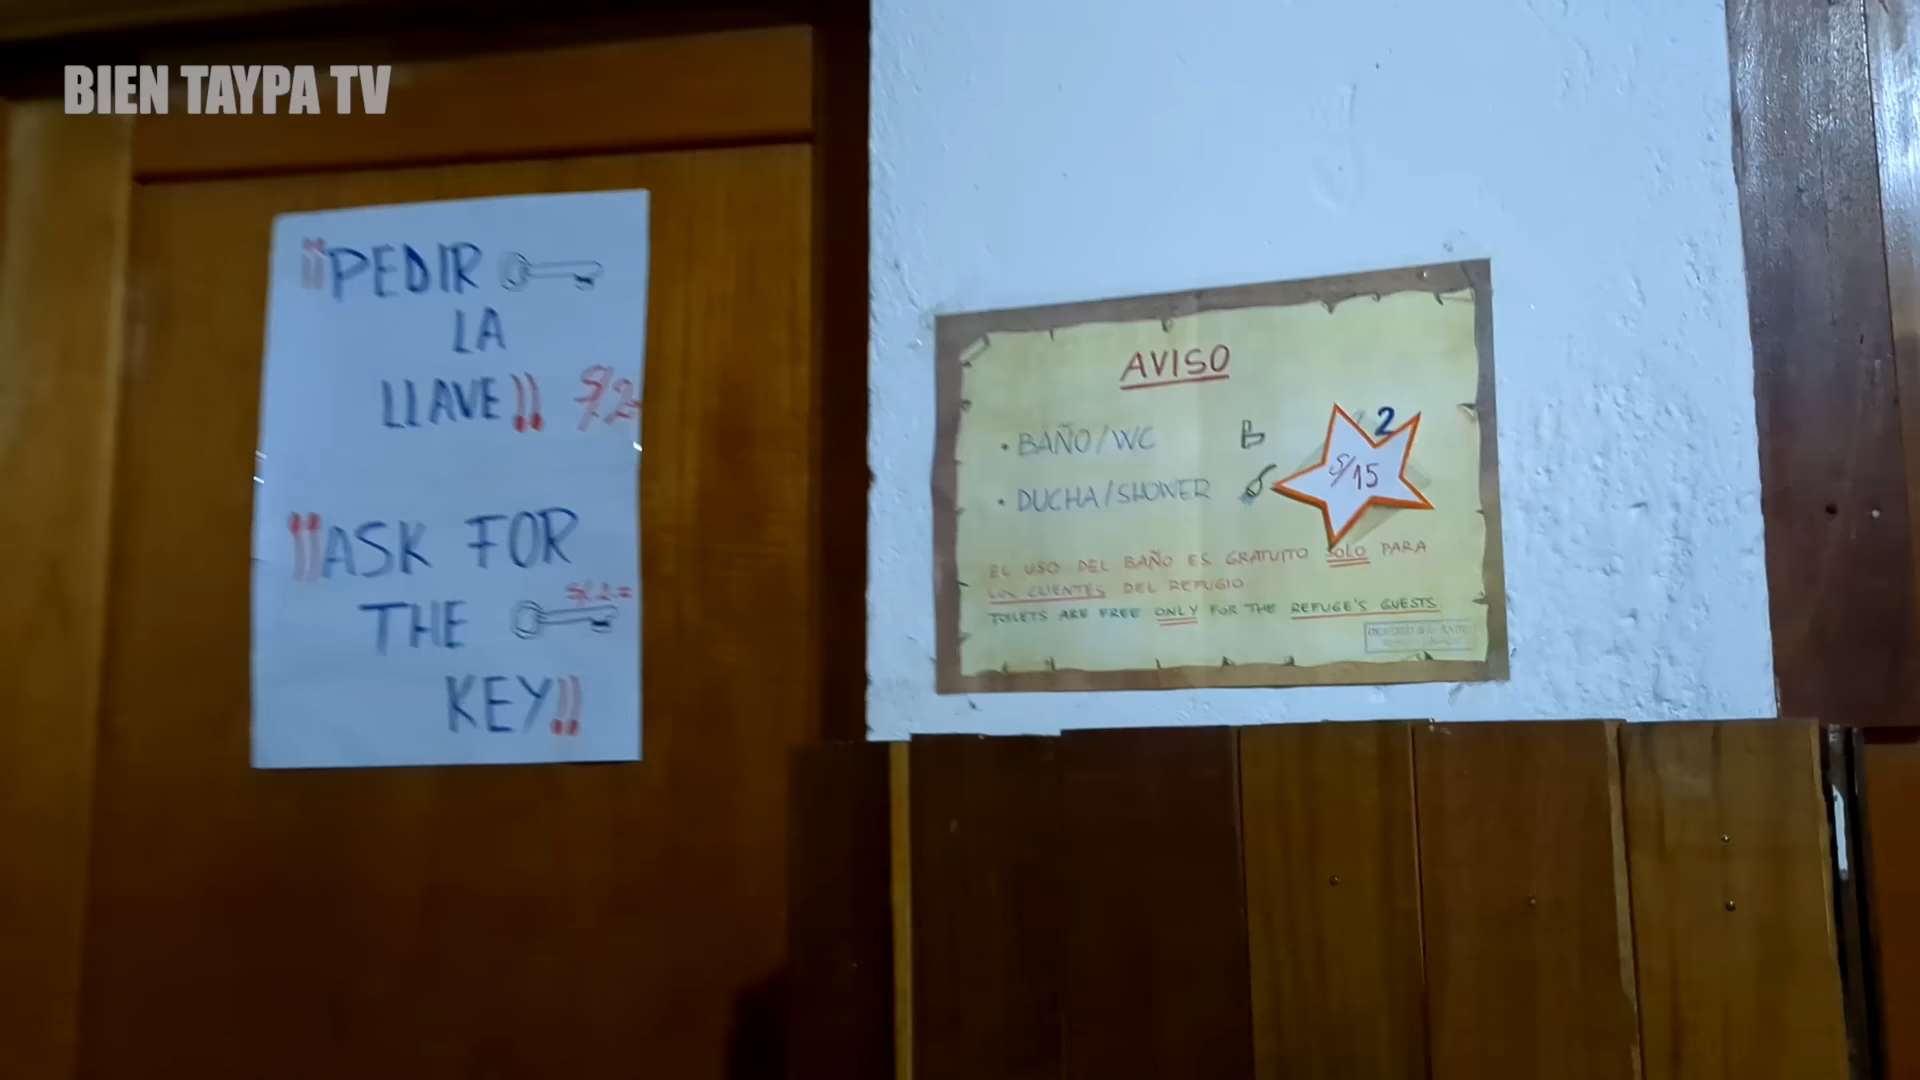 BIEN TAYPA TV
¡¡PEDIR
LA
LLAVE!! S/2
¡¡ASK FOR
THE S/.2.=
KEY!!
AVISO
• BAÑO/WC 2
• DUCHA/SHOWER S/15
EL USO DEL BAÑO ES GRATUITO SOLO PARA
LOS CLIENTES DEL REFUGIO
TOILETS ARE FREE ONLY FOR THE REFUGE'S GUESTS.